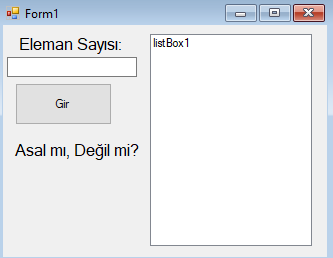 Form1
Eleman Sayısı:
listBox1
Gir
Asal mı, Değil mi?